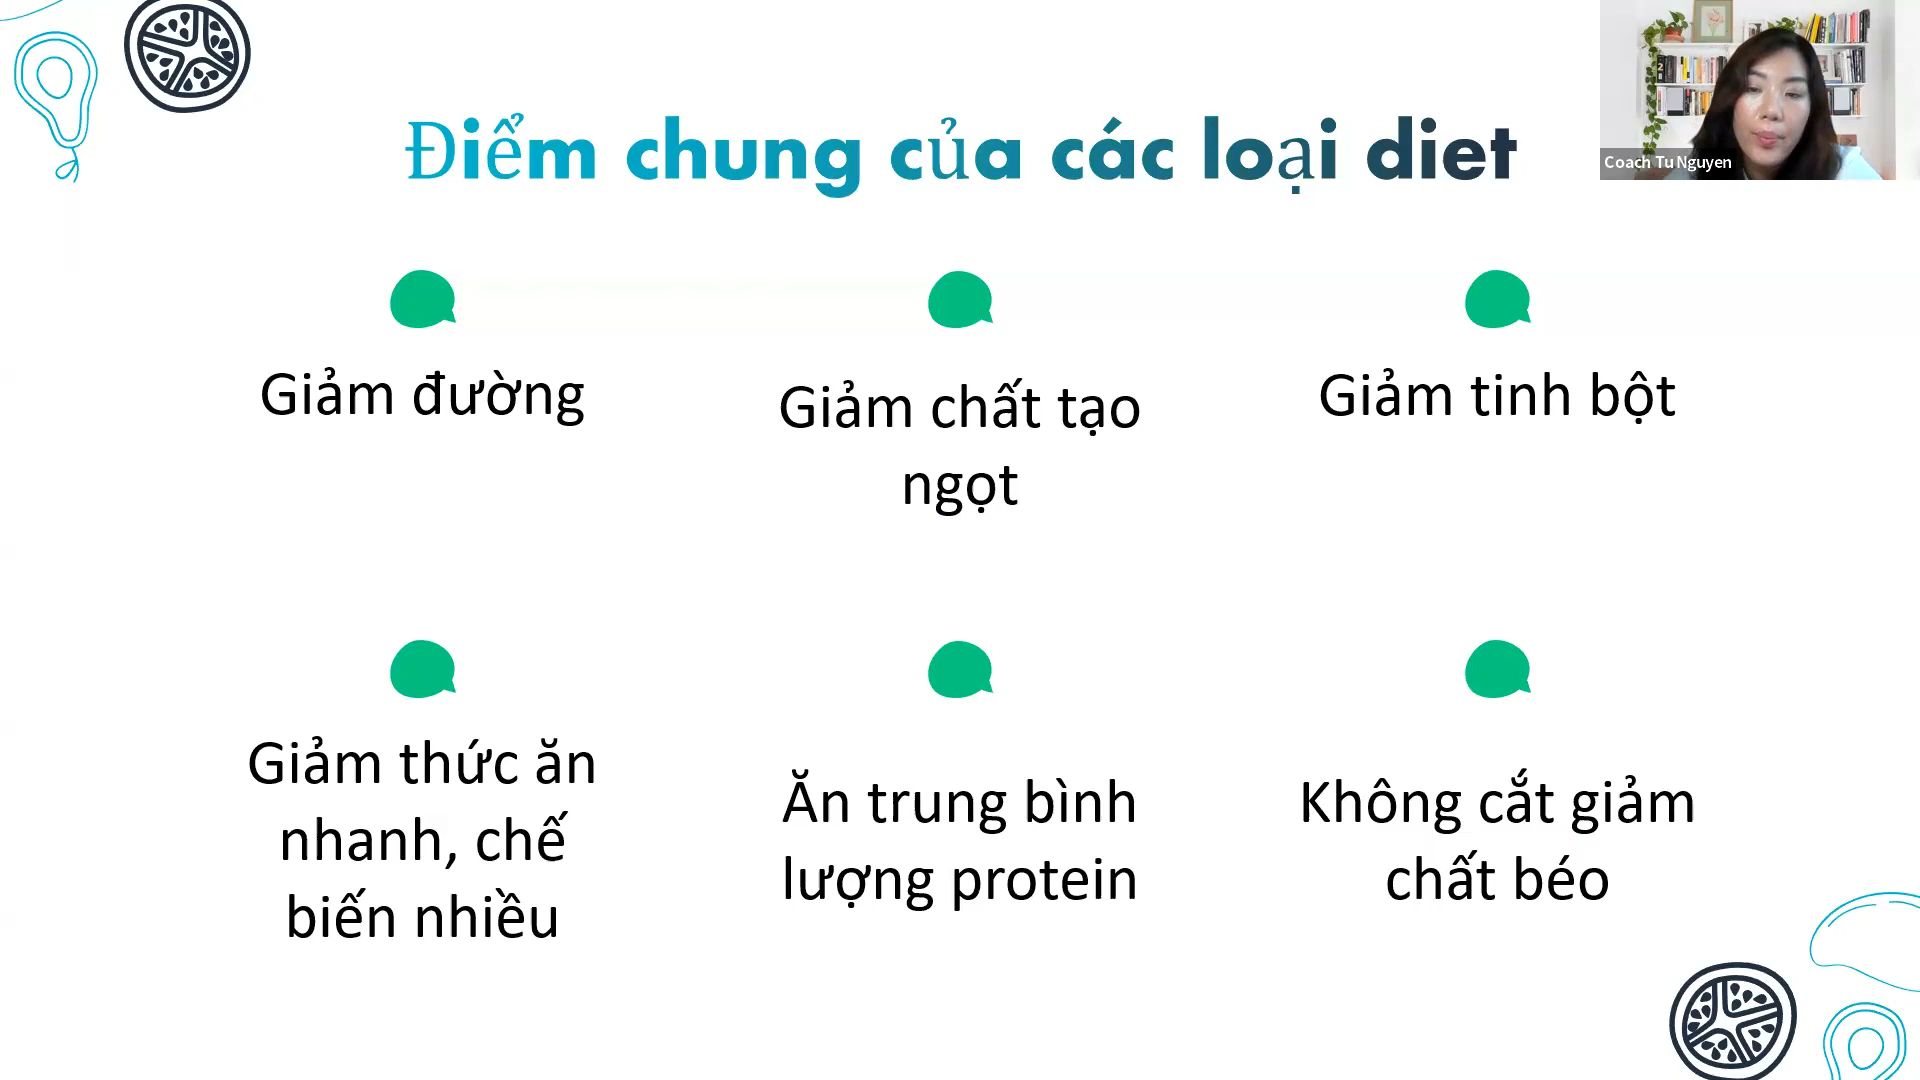 Điểm chung của các loại diet
Coach Tu Nguyen
Giảm đường
Giảm chất tạo
ngọt
Giảm tinh bột
Giảm thức ăn
nhanh, chế
biến nhiều
Ăn trung bình
lượng protein
Không cắt giảm
chất béo